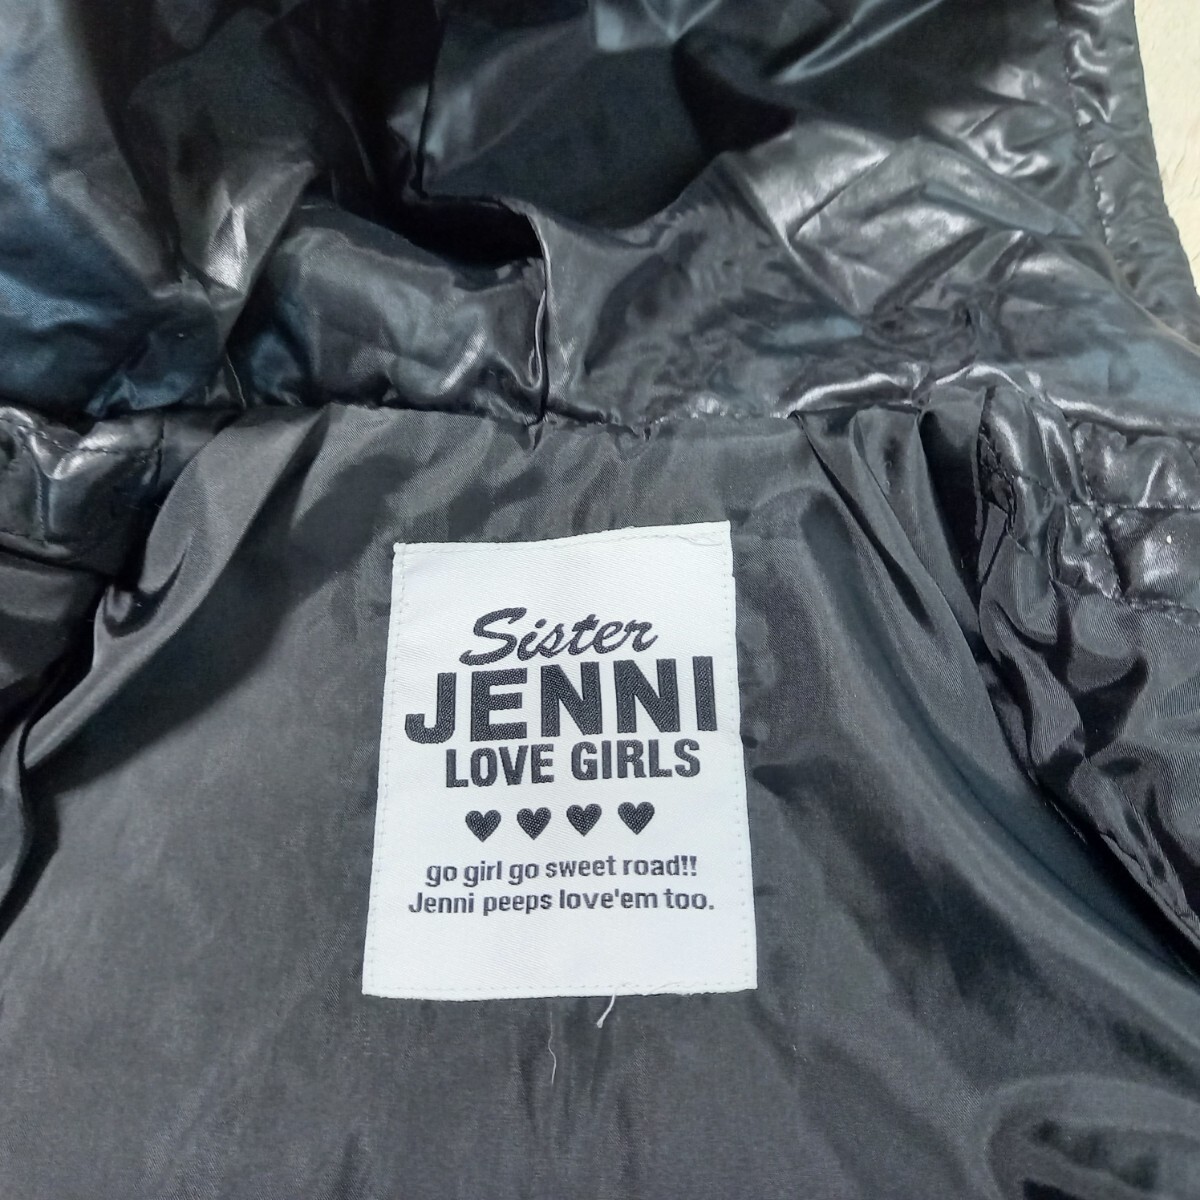 Sister
JENNI
LOVE GIRLS
♥ ♥ ♥ ♥
go girl go sweet road!!
Jenni peeps love'em too.